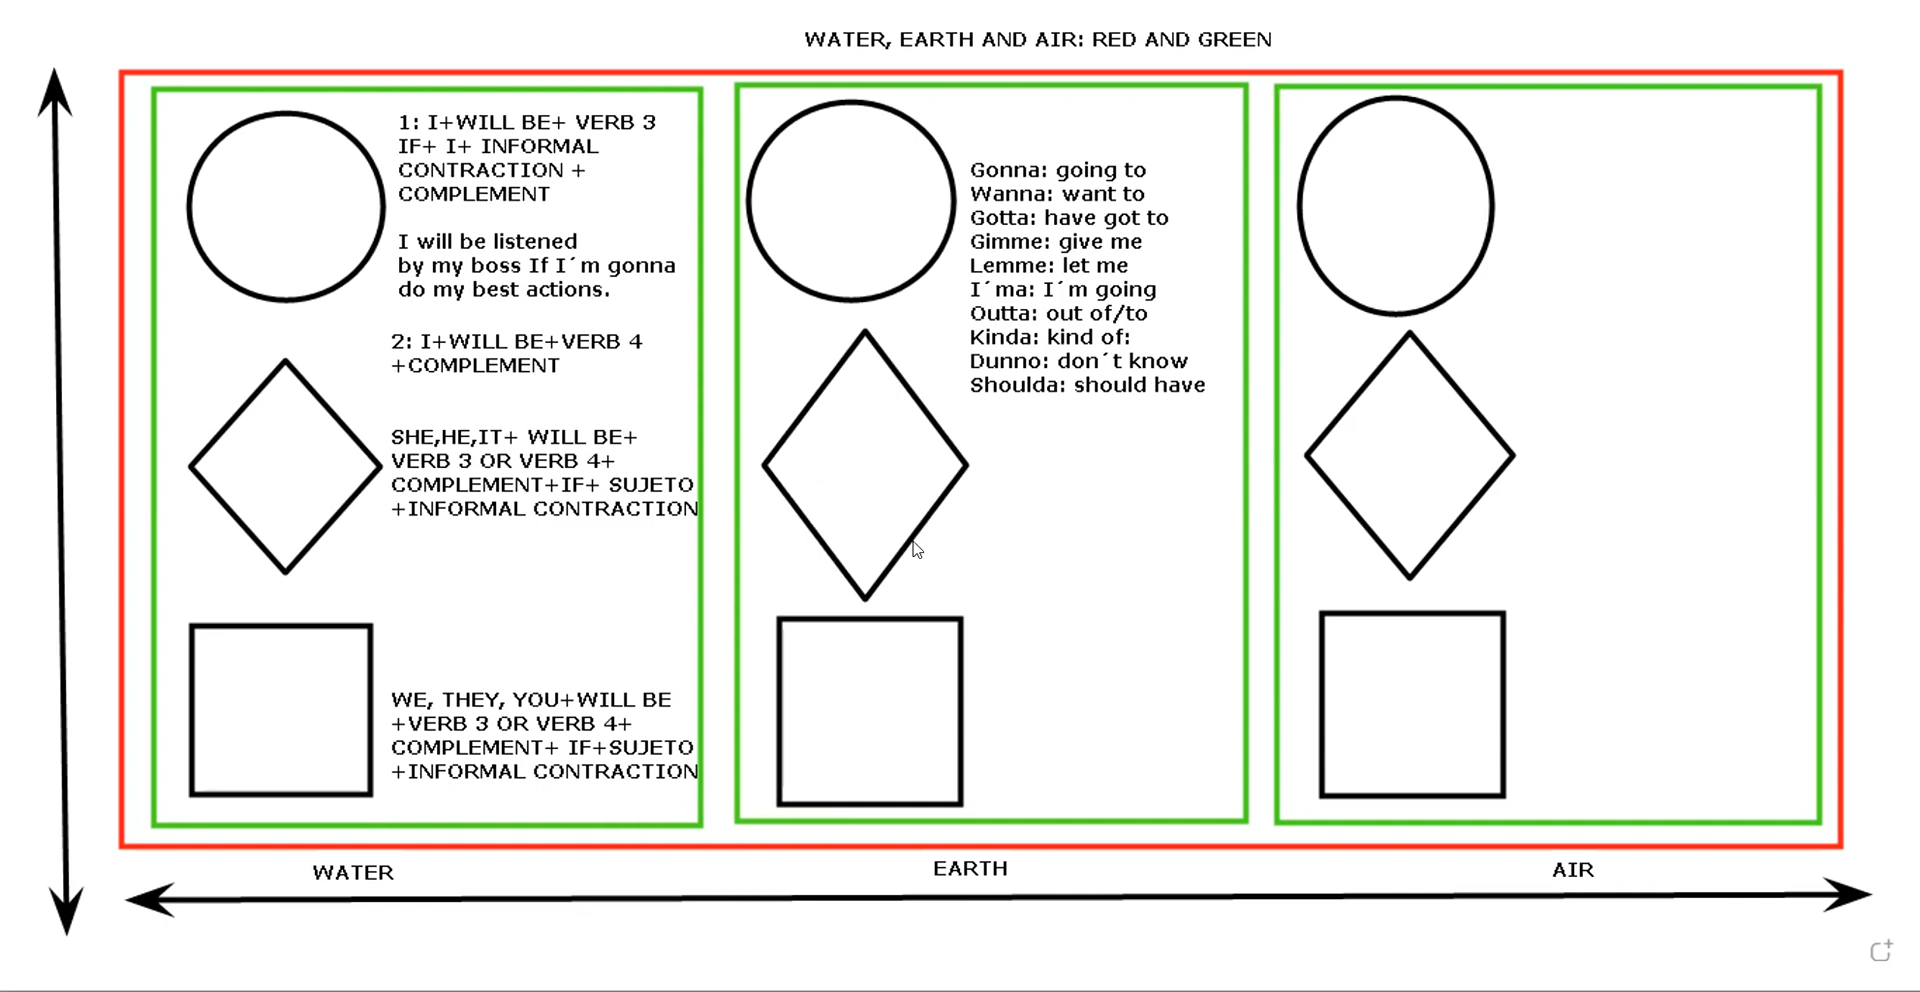 WATER, EARTH AND AIR: RED AND GREEN
1: I+WILL BE+ VERB 3
IF+ I+ INFORMAL
CONTRACTION +
COMPLEMENT
I will be listened
by my boss If I´m gonna
do my best actions.
2: I+WILL BE+VERB 4
+COMPLEMENT
SHE,HE,IT+ WILL BE+
VERB 3 OR VERB 4+
COMPLEMENT+IF+ SUJETO
+INFORMAL CONTRACTION
WE, THEY, YOU+WILL BE
+VERB 3 OR VERB 4+
COMPLEMENT+ IF+SUJETO
+INFORMAL CONTRACTION
Gonna: going to
Wanna: want to
Gotta: have got to
Gimme: give me
Lemme: let me
I´ma: I´m going
Outta: out of/to
Kinda: kind of:
Dunno: don´t know
Shoulda: should have
WATER
EARTH
AIR